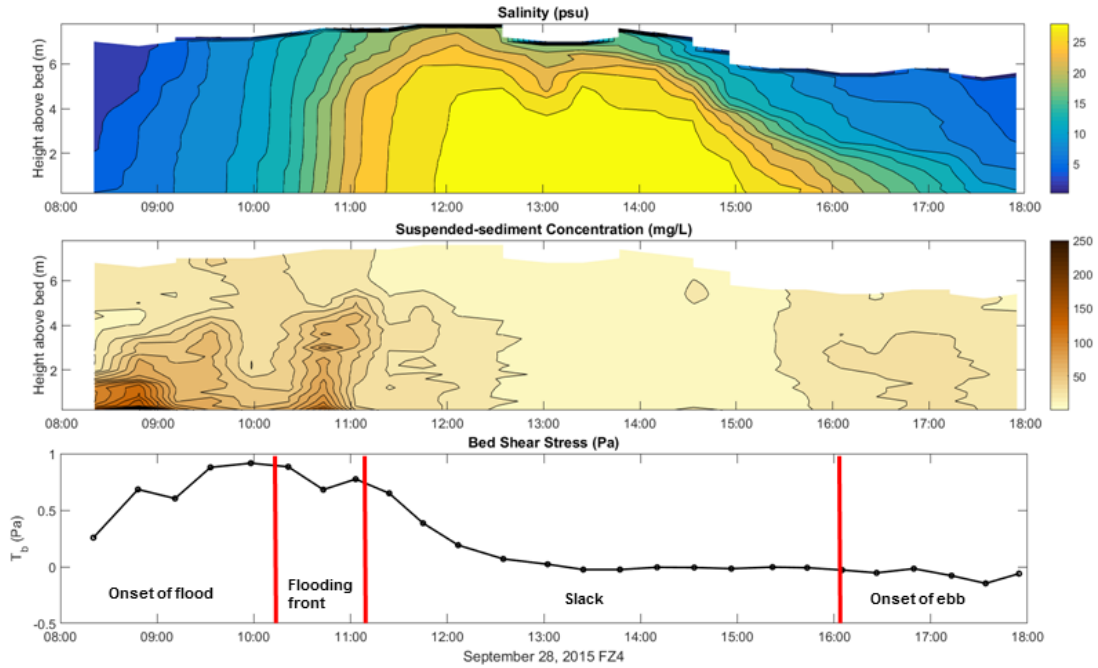 Salinity (psu)
Height above bed (m)
6
4
2
08:00 09:00 10:00 11:00 12:00 13:00 14:00 15:00 16:00 17:00 18:00
25
20
15
10
5
Suspended-sediment Concentration (mg/L)
Height above bed (m)
6
4
2
08:00 09:00 10:00 11:00 12:00 13:00 14:00 15:00 16:00 17:00 18:00
250
200
150
100
50
Bed Shear Stress (Pa)
T_b (Pa)
1
0.5
0
-0.5
Onset of flood
Flooding
front
Slack
Onset of ebb
08:00 09:00 10:00 11:00 12:00 13:00 14:00 15:00 16:00 17:00 18:00
September 28, 2015 FZ4